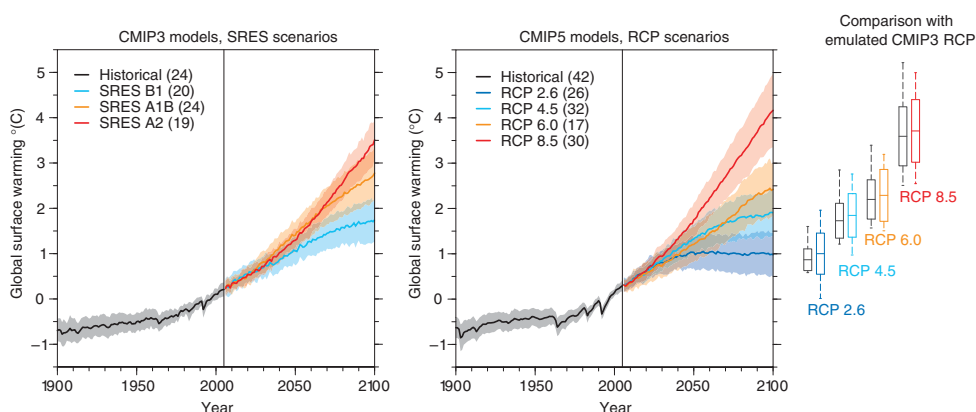 CMIP3 models, SRES scenarios
Global surface warming °(C)
5
4
3
2
1
0
−1
Historical (24)
SRES B1 (20)
SRES A1B (24)
SRES A2 (19)
1900
1950
2000
2050
2100
Year
CMIP5 models, RCP scenarios
Global surface warming (°C)
5
4
3
2
1
0
−1
Historical (42)
RCP 2.6 (26)
RCP 4.5 (32)
RCP 6.0 (17)
RCP 8.5 (30)
1900
1950
2000
2050
2100
Year
Comparison with
emulated CMIP3 RCP
RCP 8.5
RCP 6.0
RCP 4.5
RCP 2.6